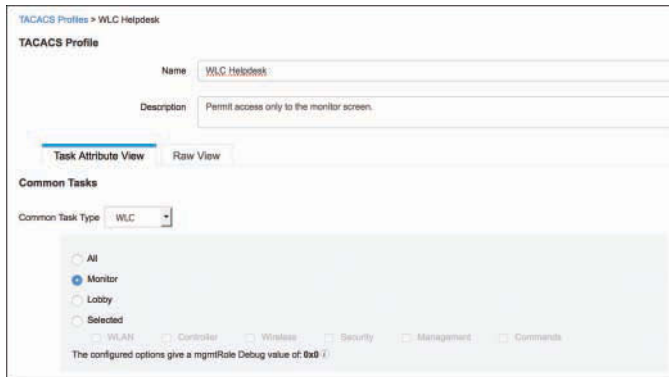 TACACS Profiles > WLC Helpdesk
TACACS Profile
Name WLC Helpdesk
Description Permit access only to the monitor screen.
Task Attribute View Raw View
Common Tasks
Common Task Type WLC
All
Monitor
Lobby
Selected
WLAN Controller Wireless Security Management Commands
The configured options give a mgmtRole Debug value of: 0x0 i